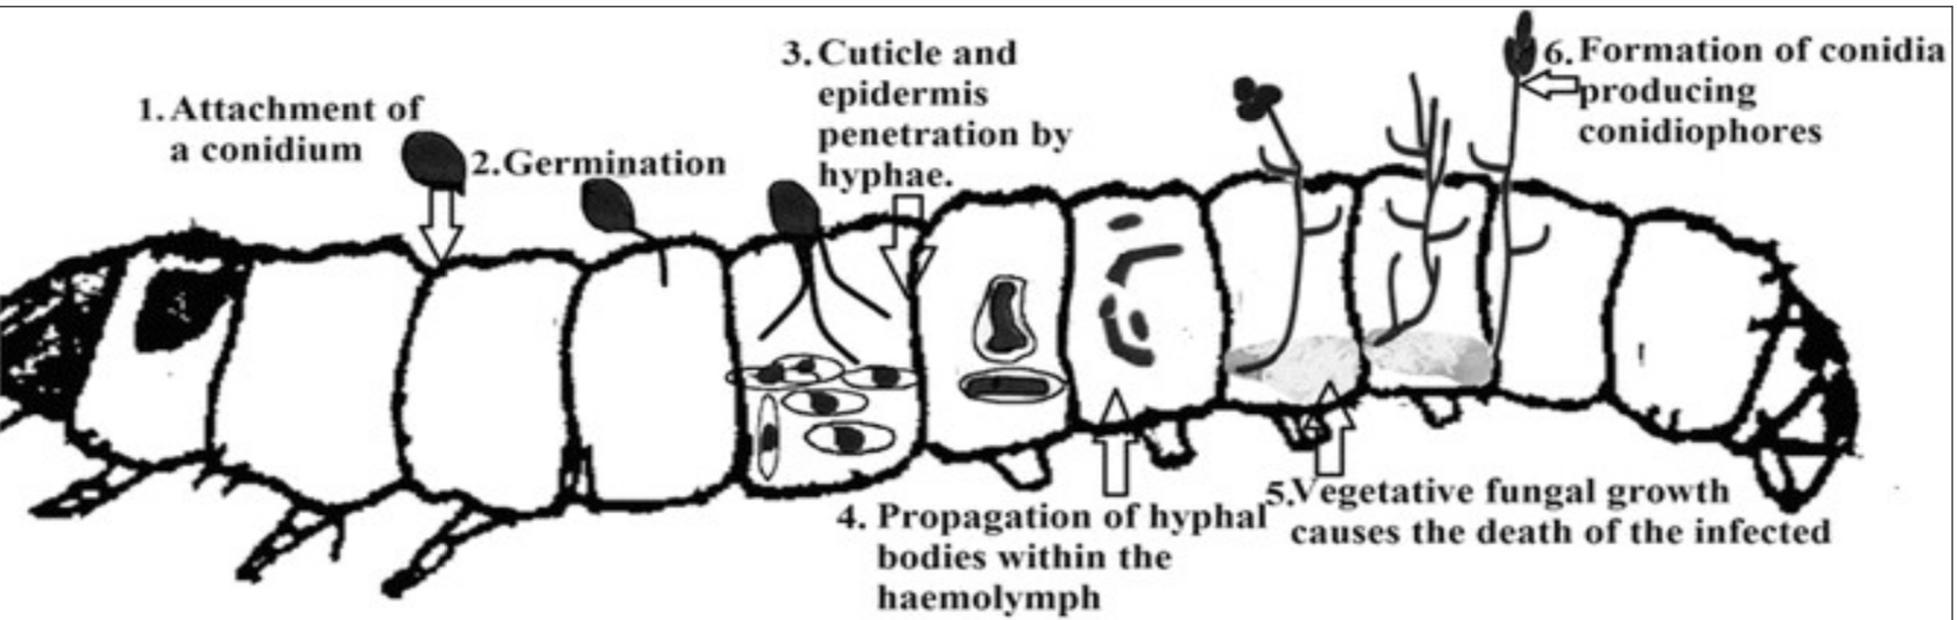 1. Attachment of
a conidium
2.Germination
3. Cuticle and
epidermis
penetration by
hyphae.
4. Propagation of hyphal
bodies within the
haemolymph
5.Vegetative fungal growth
causes the death of the infected
6. Formation of conidia
producing
conidiophores